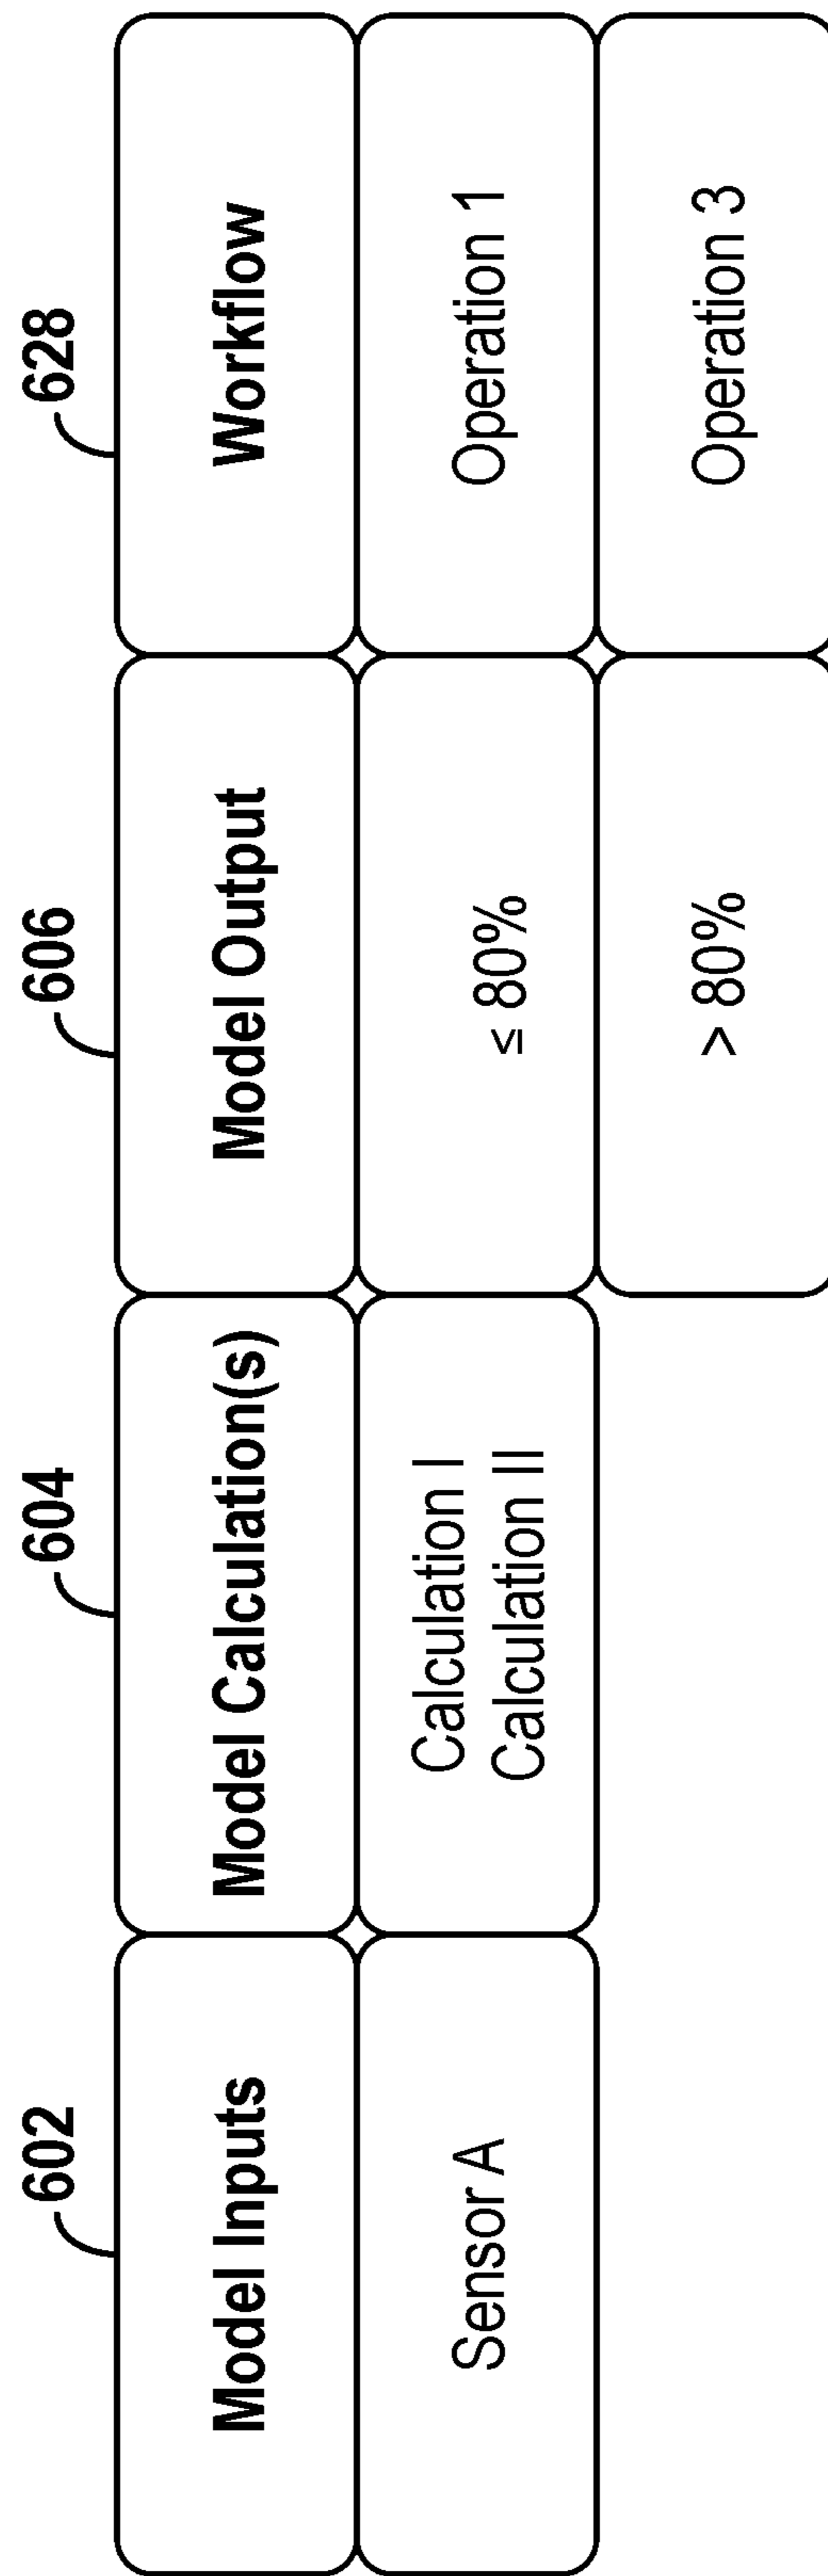 602
604
606
628
Model Inputs
Model Calculation(s)
Model Output
Workflow
Sensor A
Calculation I
Calculation II
≤ 80%
Operation 1
> 80%
Operation 3